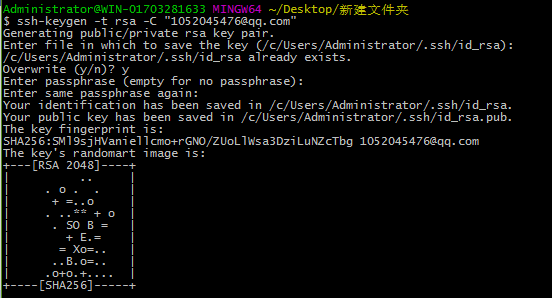 Administrator@WIN-01703281633 MINGW64 ~/Desktop/新建文件夹
$ ssh-keygen -t rsa -C "1052045476@qq.com"
Generating public/private rsa key pair.
Enter file in which to save the key (/c/Users/Administrator/.ssh/id_rsa):
/c/Users/Administrator/.ssh/id_rsa already exists.
Overwrite (y/n)? y
Enter passphrase (empty for no passphrase):
Enter same passphrase again:
Your identification has been saved in /c/Users/Administrator/.ssh/id_rsa.
Your public key has been saved in /c/Users/Administrator/.ssh/id_rsa.pub.
The key fingerprint is:
SHA256:SMl9sjHVaniellcmo+rGNO/ZUoLlWsa3DziLuNZcTbg 1052045476@qq.com
The key's randomart image is:
+---[RSA 2048]----+
|          ..     |
|     . o .  .    |
|      + =..o     |
|     . ..** + o  |
|      . SO B =   |
|        + E.=    |
|       = Xo=..   |
|      ..B.o=..   |
|     .o+o.+....  |
+----[SHA256]-----+